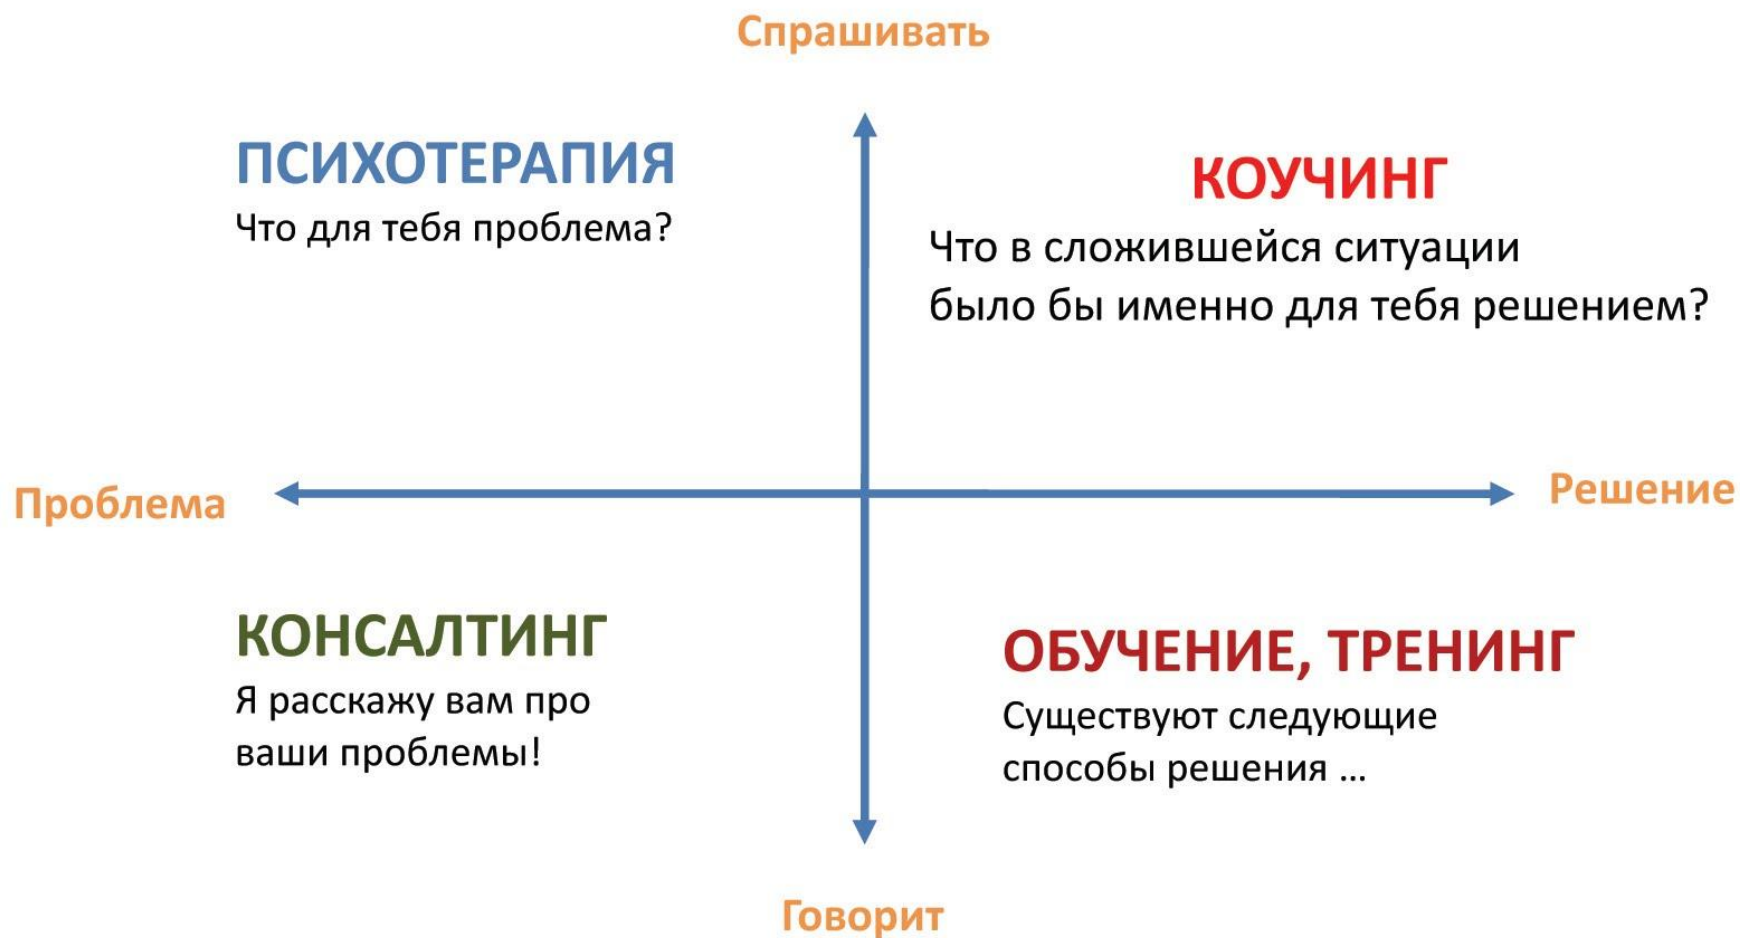 Спрашивать
ПСИХОТЕРАПИЯ
Что для тебя проблема?
КОУЧИНГ
Что в сложившейся ситуации
было бы именно для тебя решением?
Проблема
Решение
КОНСАЛТИНГ
Я расскажу вам про
ваши проблемы!
ОБУЧЕНИЕ, ТРЕНИНГ
Существуют следующие
способы решения ...
Говорит